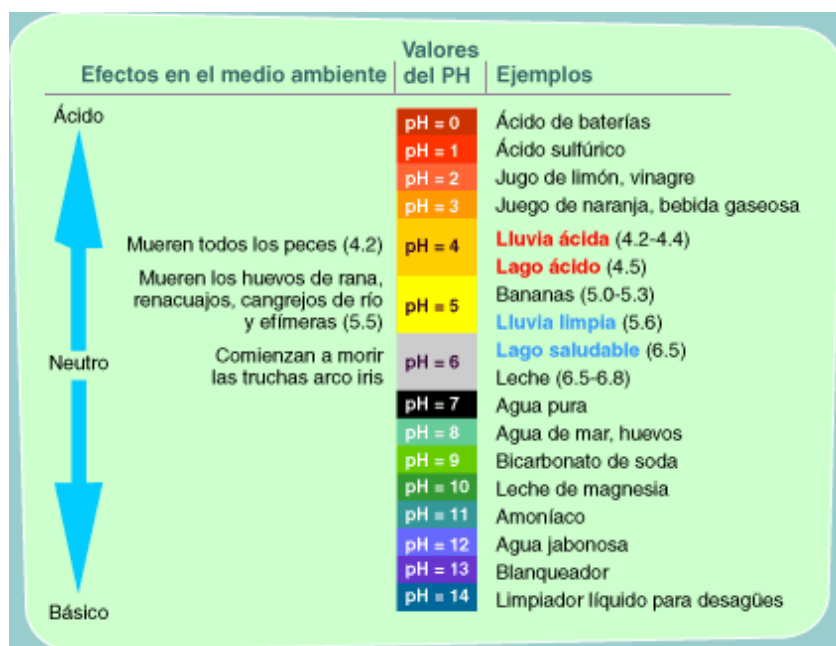 Efectos en el medio ambiente
Valores
del PH
Ejemplos
Ácido
pH = 0 Ácido de baterías
pH = 1 Ácido sulfúrico
pH = 2 Jugo de limón, vinagre
pH = 3 Juego de naranja, bebida gaseosa
Mueren todos los peces (4.2)
pH = 4
Lluvia ácida (4.2-4.4)
Lago ácido (4.5)
Mueren los huevos de rana,
renacuajos, cangrejos de río
y efímeras (5.5)
pH = 5
Bananas (5.0-5.3)
Lluvia limpia (5.6)
Neutro
Comienzan a morir
las truchas arco iris
pH = 6
Lago saludable (6.5)
Leche (6.5-6.8)
pH = 7 Agua pura
pH = 8 Agua de mar, huevos
pH = 9 Bicarbonato de soda
pH = 10 Leche de magnesia
pH = 11 Amoníaco
pH = 12 Agua jabonosa
pH = 13 Blanqueador
pH = 14 Limpiador líquido para desagües
Básico